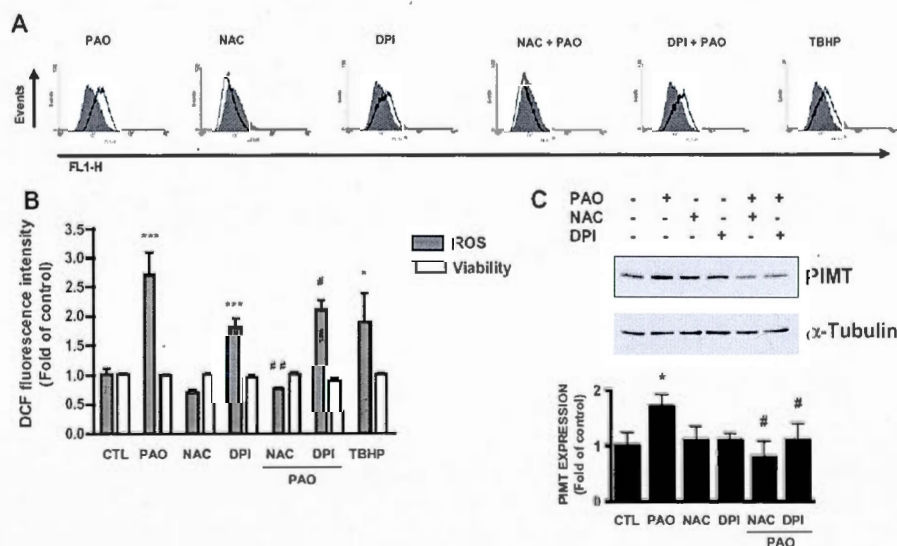 A
PAO NAC DPI NAC + PAO DPI + PAO TBHP
Events
FL1-H
B
DCF fluorescence intensity
(Fold of control)
3.5
3.0
2.5
2.0
1.5
1.0
0.5
0.0
*** *** ## # *
ROS
Viability
CTL PAO NAC DPI NAC DPI TBHP
PAO
C
PAO - + - - + +
NAC - - + - + -
DPI - - - + - +
PIMT
α-Tubulin
PIMT EXPRESSION
(Fold of control)
2
1
0
* # #
CTL PAO NAC DPI NAC DPI
PAO